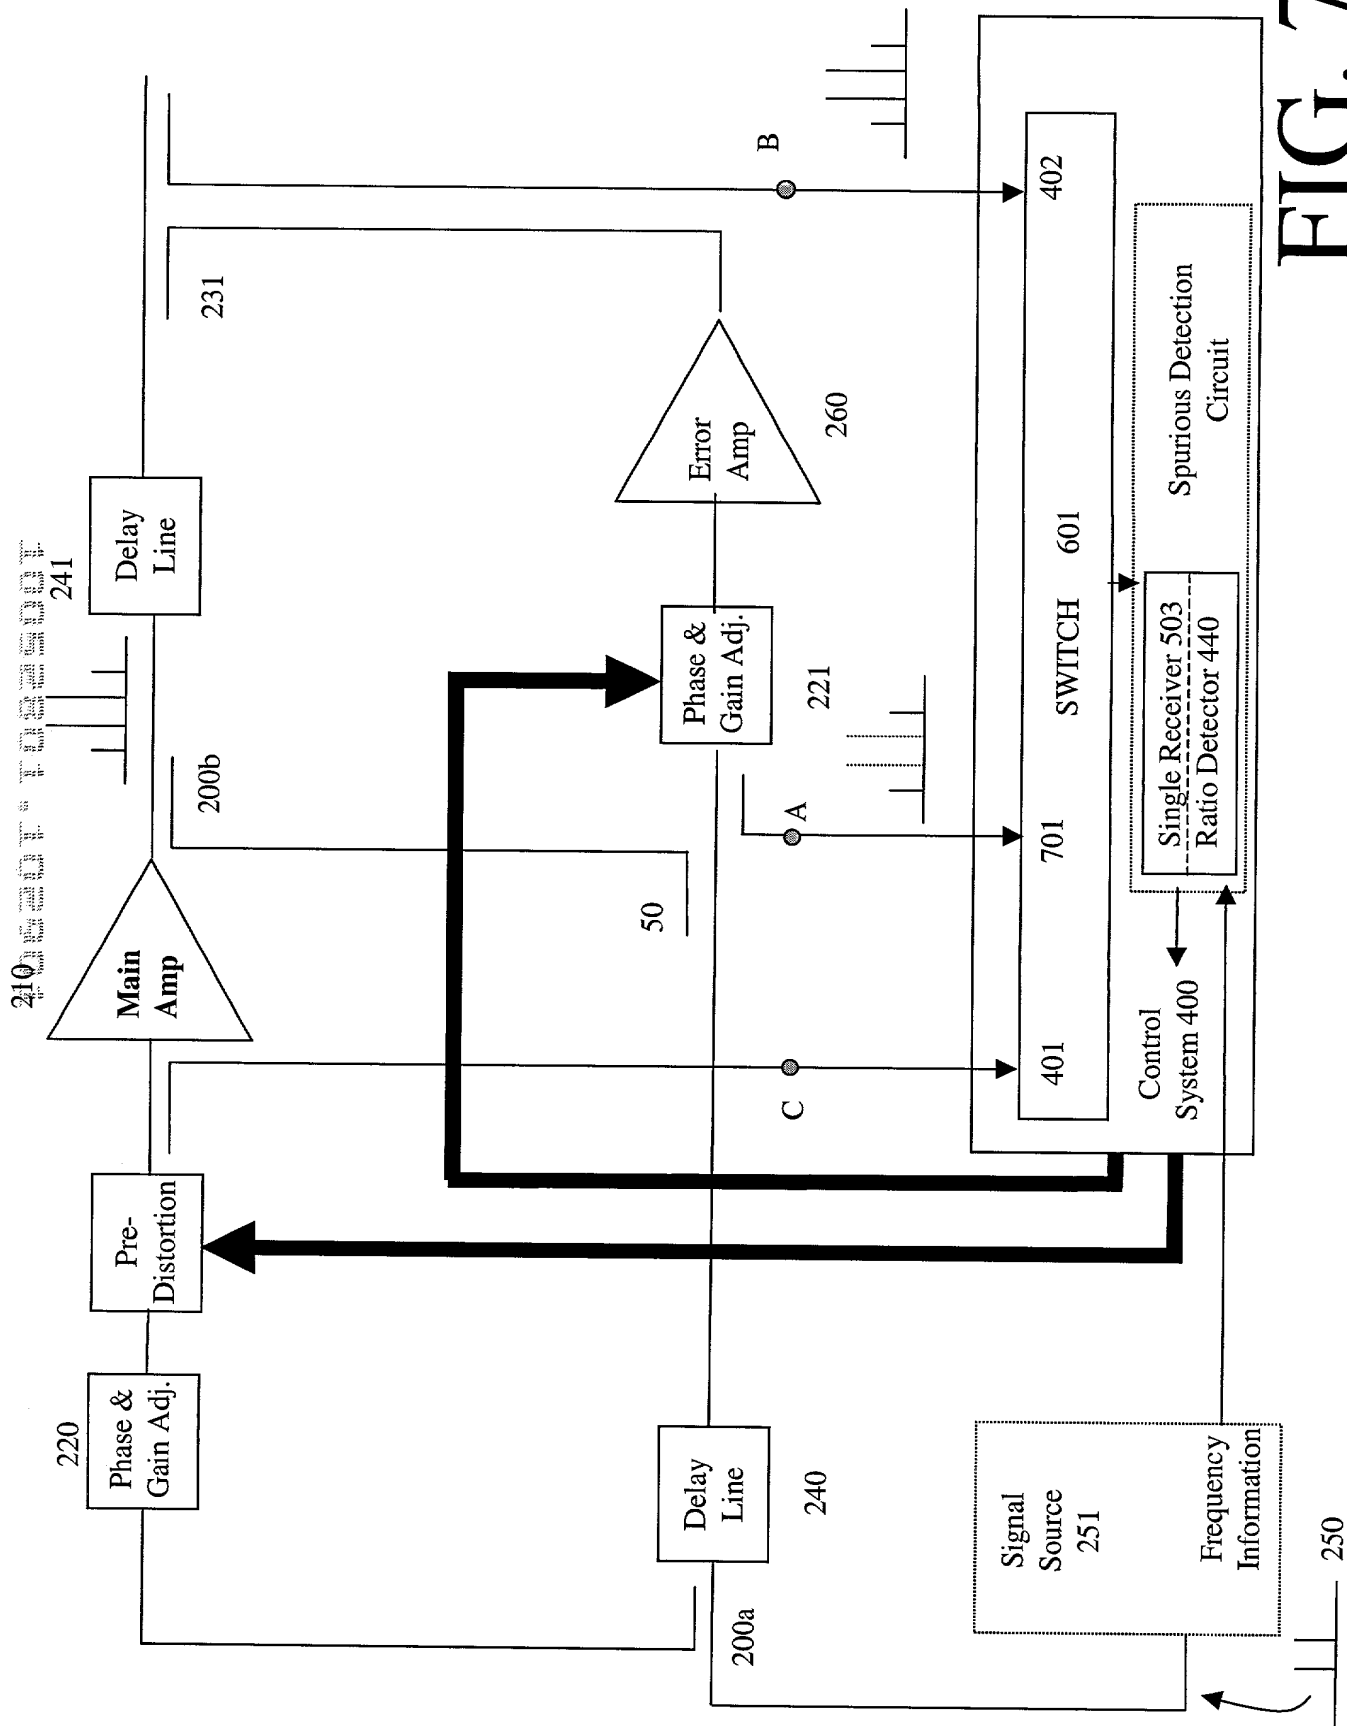 FIG. 7
210
241
Main
Amp
Delay
Line
220
Phase &
Gain Adj.
Pre-
Distortion
200b
231
50
Phase &
Gain Adj.
221
Error
Amp
260
200a
Delay
Line
240
C
A
B
401
701
SWITCH 601
402
Control
System 400
Single Receiver 503
Ratio Detector 440
Spurious Detection
Circuit
Signal
Source
251
Frequency
Information
250